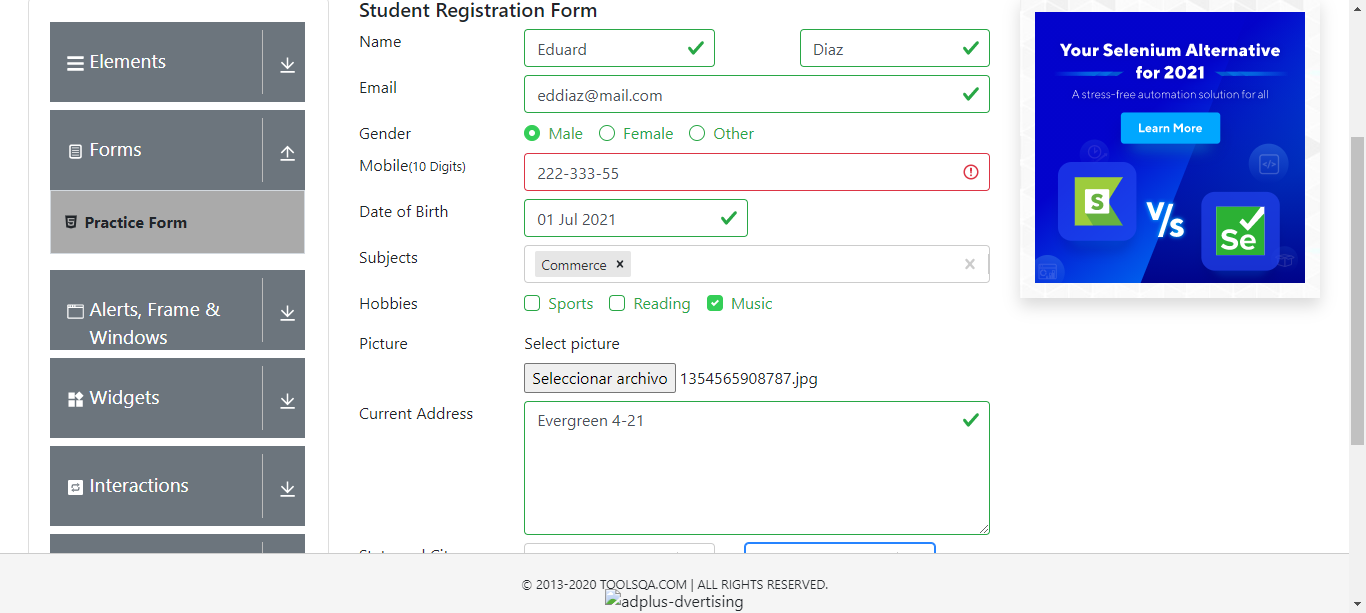 Elements
Forms
Practice Form
Alerts, Frame &
Windows
Widgets
Interactions
Student Registration Form
Name
Eduard
Diaz
Email
eddiaz@mail.com
Gender
Male
Female
Other
Mobile(10 Digits)
222-333-55
Date of Birth
01 Jul 2021
Subjects
Commerce ×
Hobbies
Sports
Reading
Music
Picture
Select picture
Seleccionar archivo 1354565908787.jpg
Current Address
Evergreen 4-21
Your Selenium Alternative
for 2021
A stress-free automation solution for all
Learn More
S
V/s
Se
© 2013-2020 TOOLSQA.COM | ALL RIGHTS RESERVED.
adplus-dvertising